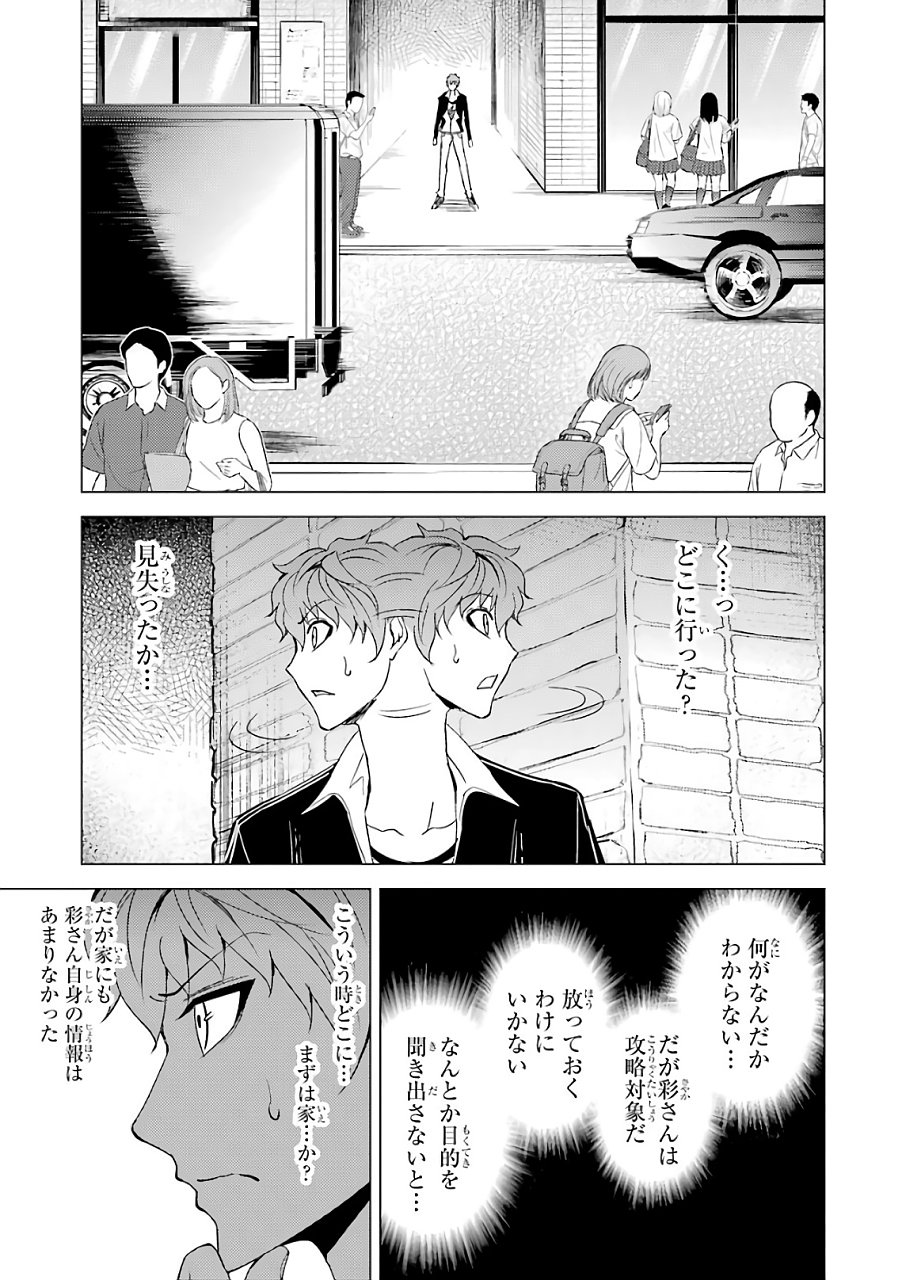 く…っ
どこに行った?
見失ったか…
何がなんだか
わからない…
だが彩さんは
攻略対象だ
放っておく
わけに
いかない
なんとか目的を
聞き出さないと…
こういう時どこに…
まずは家…か?
だが家にも
彩さん自身の情報は
あまりなかった